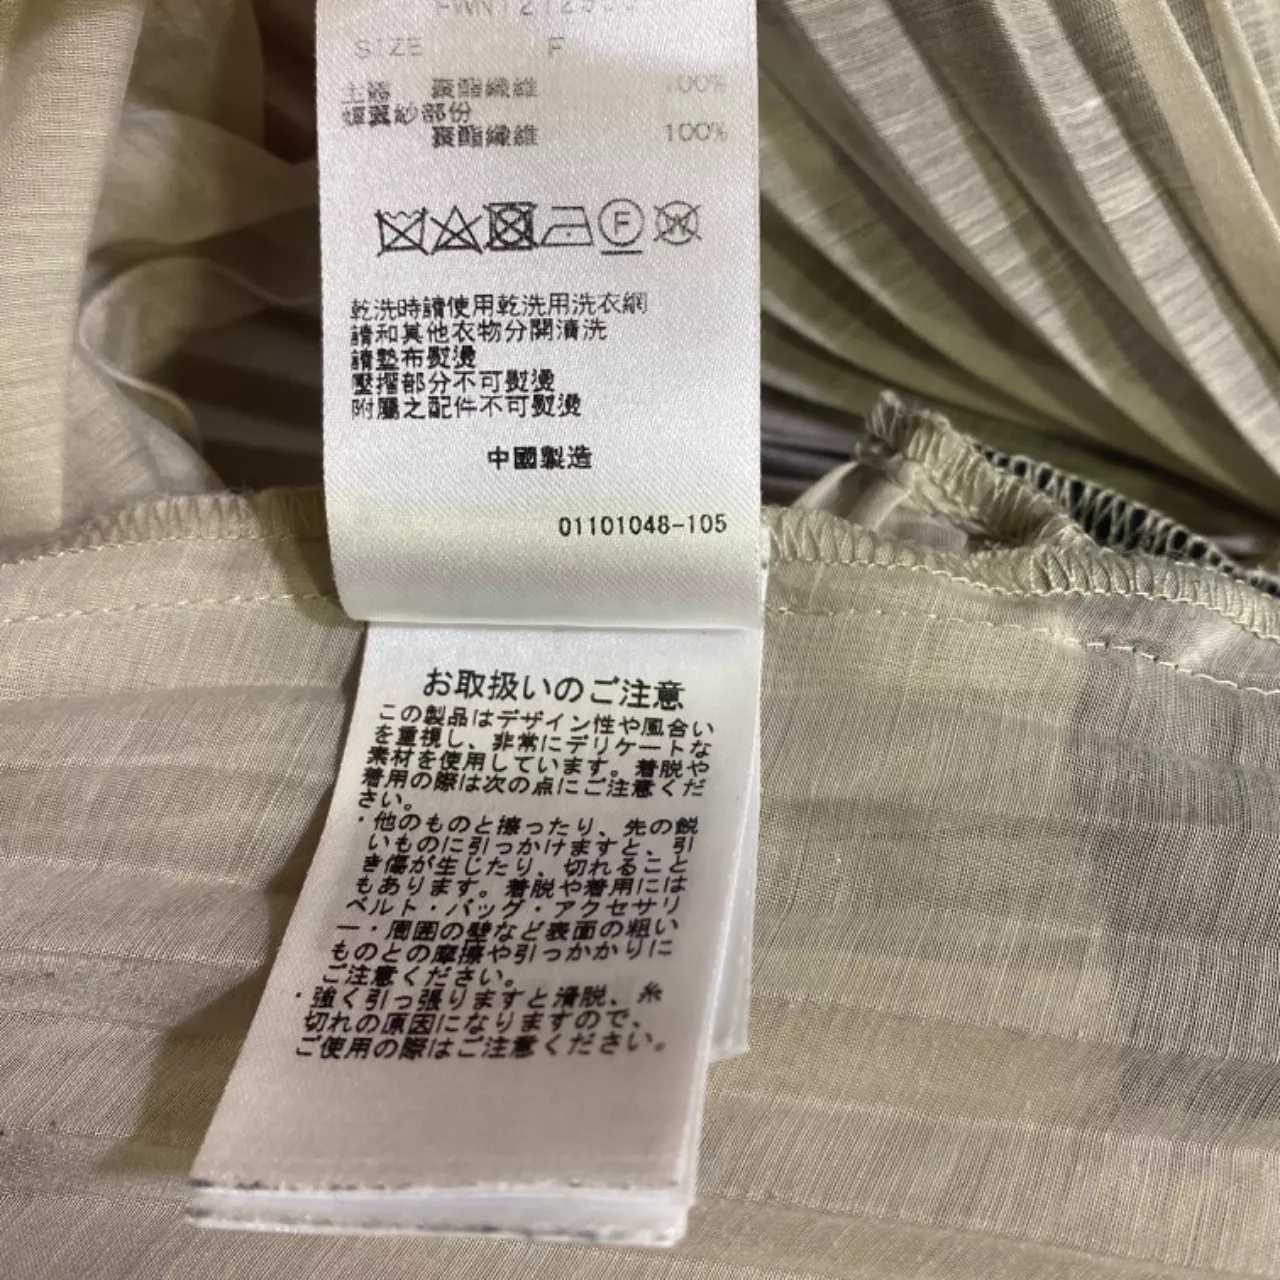 SIZE F
主體 聚酯纖維 100%
蟬翼紗部份
聚酯纖維 100%
F
W
乾洗時請使用乾洗用洗衣網
請和其他衣物分開清洗
請墊布熨燙
壓摺部分不可熨燙
附屬之配件不可熨燙
中國製造
01101048-105
お取扱いのご注意
この製品はデザイン性や風合い
を重視し、非常にデリケートな
素材を使用しています。着脱や
着用の際は次の点にご注意くだ
さい。
・他のものと擦ったり、先の鋭
いものに引っかけますと、引
き傷が生じたり、切れること
もあります。着脱や着用には
ベルト・バッグ・アクセサリ
ー・周囲の壁など表面の粗い
ものとの摩擦や引っかかりに
ご注意ください。
・強く引っ張りますと滑脱、糸
切れの原因になりますので、
ご使用の際はご注意ください。